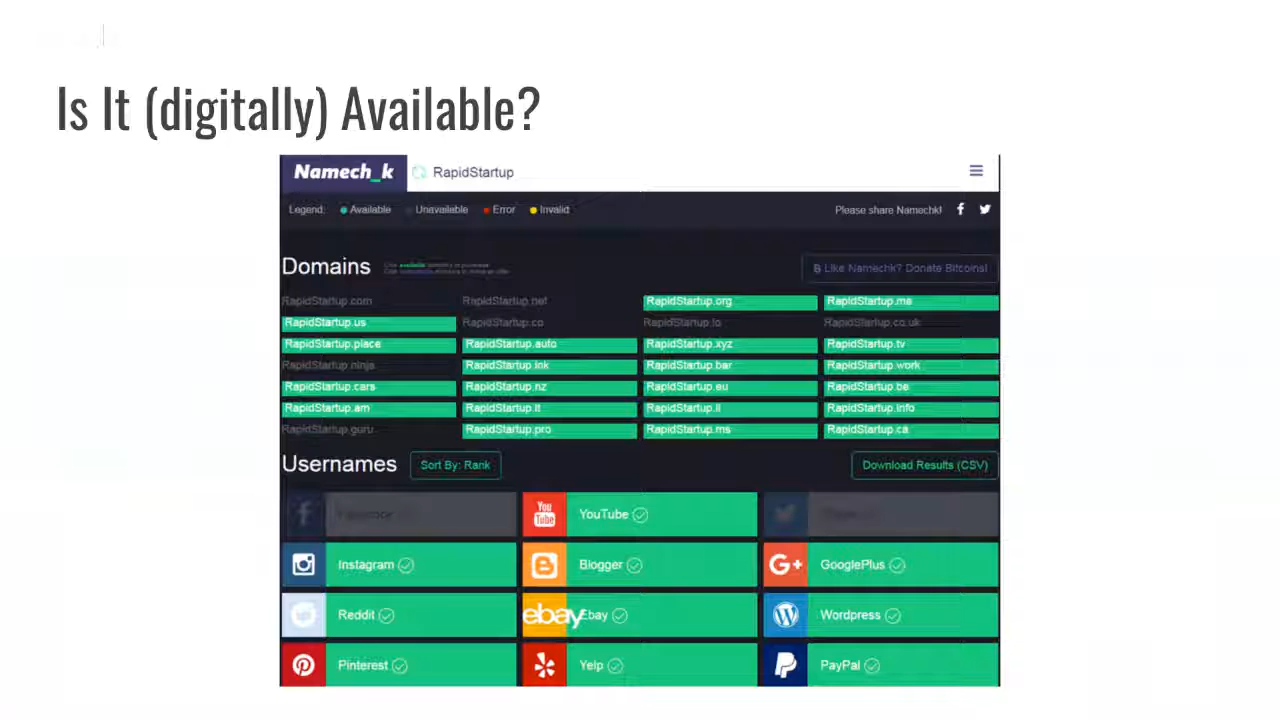 Is It (digitally) Available?
Namech_k RapidStartup
Legend: Available Unavailable Error Invalid Please share Namechk!
Domains Like Namechk? Donate Bitcoins!
RapidStartup.com RapidStartup.net RapidStartup.org RapidStartup.me
RapidStartup.us RapidStartup.co RapidStartup.io RapidStartup.co.uk
RapidStartup.place RapidStartup.auto RapidStartup.xyz RapidStartup.tv
RapidStartup.ninja RapidStartup.ink RapidStartup.bar RapidStartup.work
RapidStartup.cars RapidStartup.nz RapidStartup.eu RapidStartup.be
RapidStartup.am RapidStartup.it RapidStartup.li RapidStartup.info
RapidStartup.guru RapidStartup.pro RapidStartup.ms RapidStartup.ca
Usernames Sort By: Rank Download Results (CSV)
You Tube YouTube
Instagram Blogger G+ GooglePlus
Reddit ebay Ebay Wordpress
Pinterest Yelp PayPal